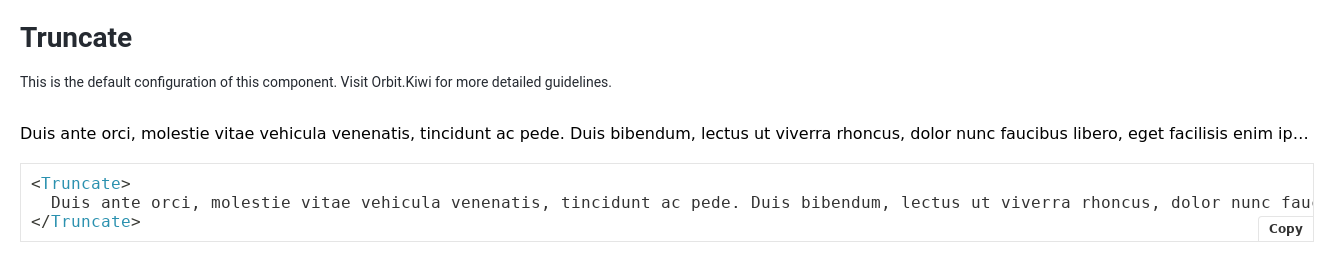 Truncate
This is the default configuration of this component. Visit Orbit.Kiwi for more detailed guidelines.
Duis ante orci, molestie vitae vehicula venenatis, tincidunt ac pede. Duis bibendum, lectus ut viverra rhoncus, dolor nunc faucibus libero, eget facilisis enim ip…
<Truncate>
  Duis ante orci, molestie vitae vehicula venenatis, tincidunt ac pede. Duis bibendum, lectus ut viverra rhoncus, dolor nunc fau
</Truncate>
Copy